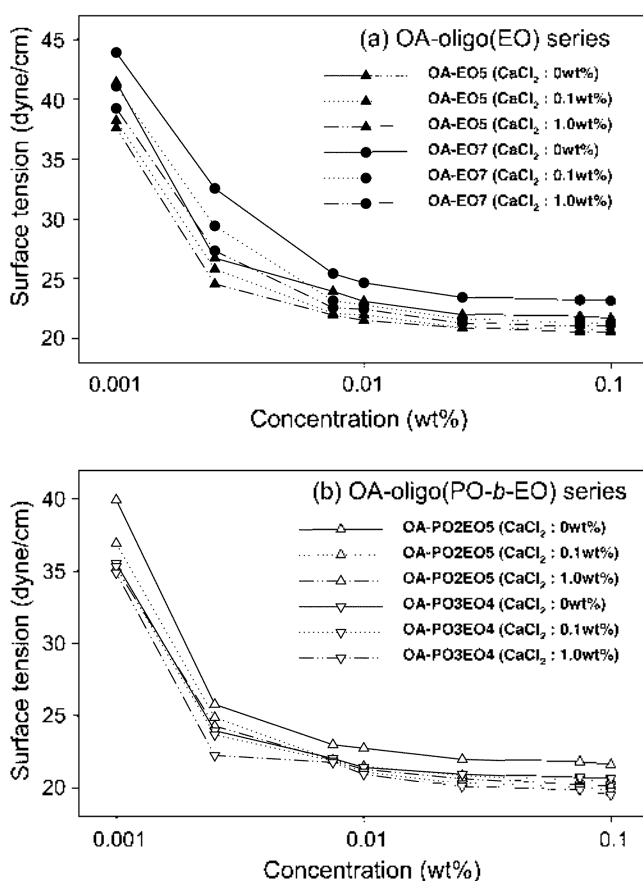 (a) OA-oligo(EO) series
OA-EO5 (CaCl₂ : 0wt%)
OA-EO5 (CaCl₂ : 0.1wt%)
OA-EO5 (CaCl₂ : 1.0wt%)
OA-EO7 (CaCl₂ : 0wt%)
OA-EO7 (CaCl₂ : 0.1wt%)
OA-EO7 (CaCl₂ : 1.0wt%)
Surface tension (dyne/cm)
45
40
35
30
25
20
0.001
0.01
0.1
Concentration (wt%)
(b) OA-oligo(PO-b-EO) series
OA-PO2EO5 (CaCl₂ : 0wt%)
OA-PO2EO5 (CaCl₂ : 0.1wt%)
OA-PO2EO5 (CaCl₂ : 1.0wt%)
OA-PO3EO4 (CaCl₂ : 0wt%)
OA-PO3EO4 (CaCl₂ : 0.1wt%)
OA-PO3EO4 (CaCl₂ : 1.0wt%)
Surface tension (dyne/cm)
40
35
30
25
20
0.001
0.01
0.1
Concentration (wt%)